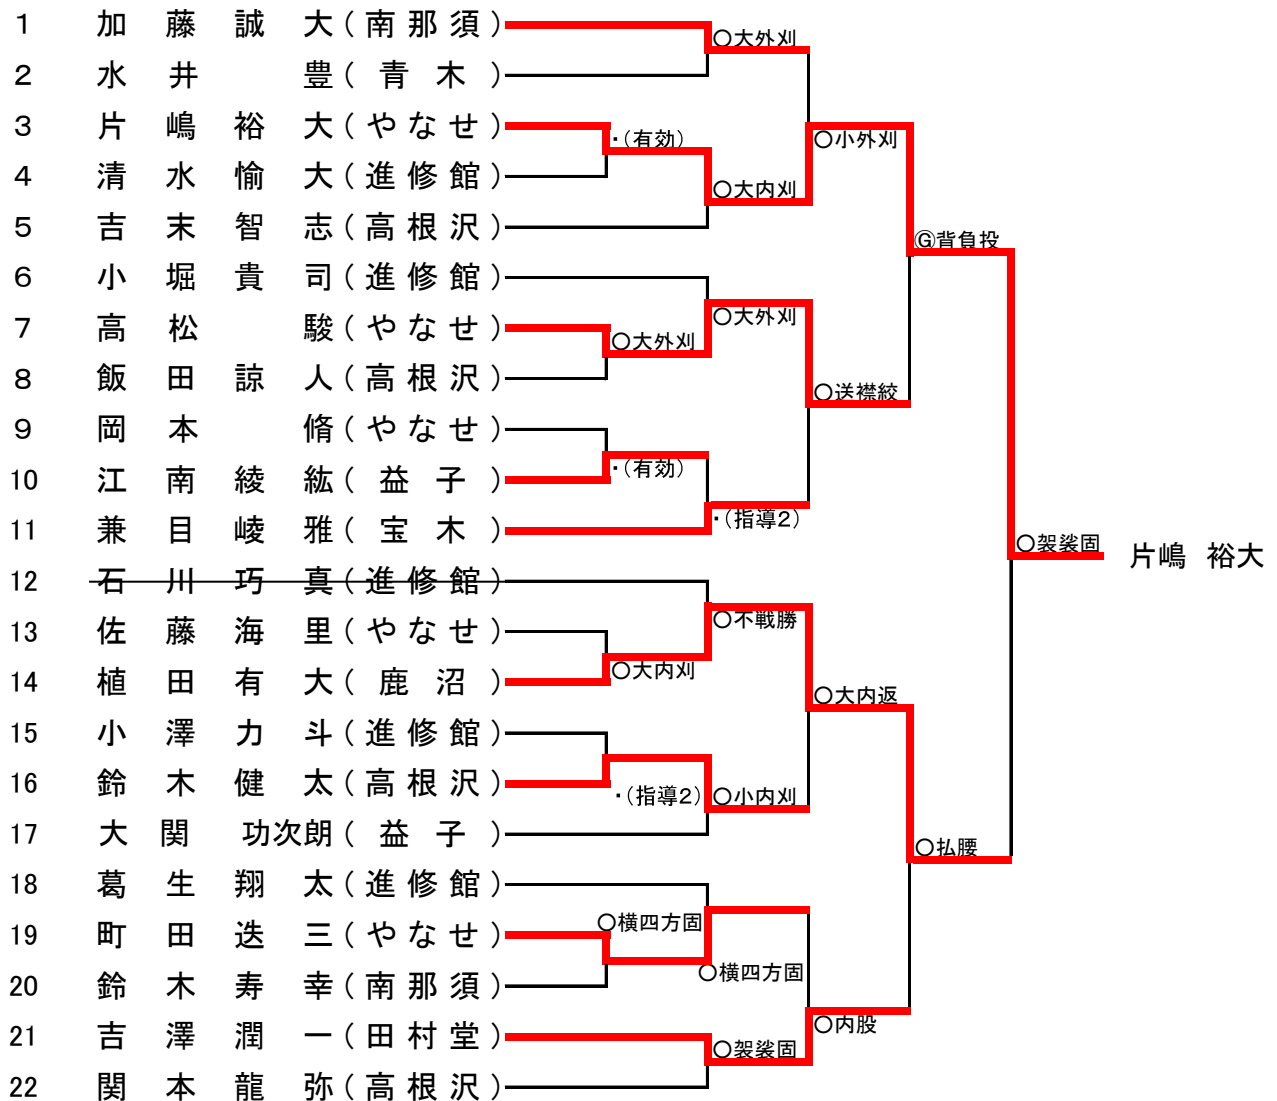 1 加藤誠大(南那須)
○大外刈
2 水井豊(青木)
3 片嶋裕大(やなせ)
・(有効)
○小外刈
4 清水愉大(進修館)
○大内刈
5 吉末智志(高根沢)
Ⓖ背負投
6 小堀貴司(進修館)
○大外刈
7 高松駿(やなせ)
○大外刈
8 飯田諒人(高根沢)
○送襟絞
9 岡本脩(やなせ)
・(有効)
10 江南綾紘(益子)
11 兼目崚雅(宝木)
・(指導2)
○袈裟固
片嶋 裕大
12 石川巧真(進修館)
○不戦勝
13 佐藤海里(やなせ)
○大内刈
14 植田有大(鹿沼)
○大内返
15 小澤力斗(進修館)
16 鈴木健太(高根沢)
・(指導2)
○小内刈
17 大関功次朗(益子)
○払腰
18 葛生翔太(進修館)
○横四方固
19 町田迭三(やなせ)
○横四方固
20 鈴木寿幸(南那須)
○内股
21 吉澤潤一(田村堂)
○袈裟固
22 関本龍弥(高根沢)